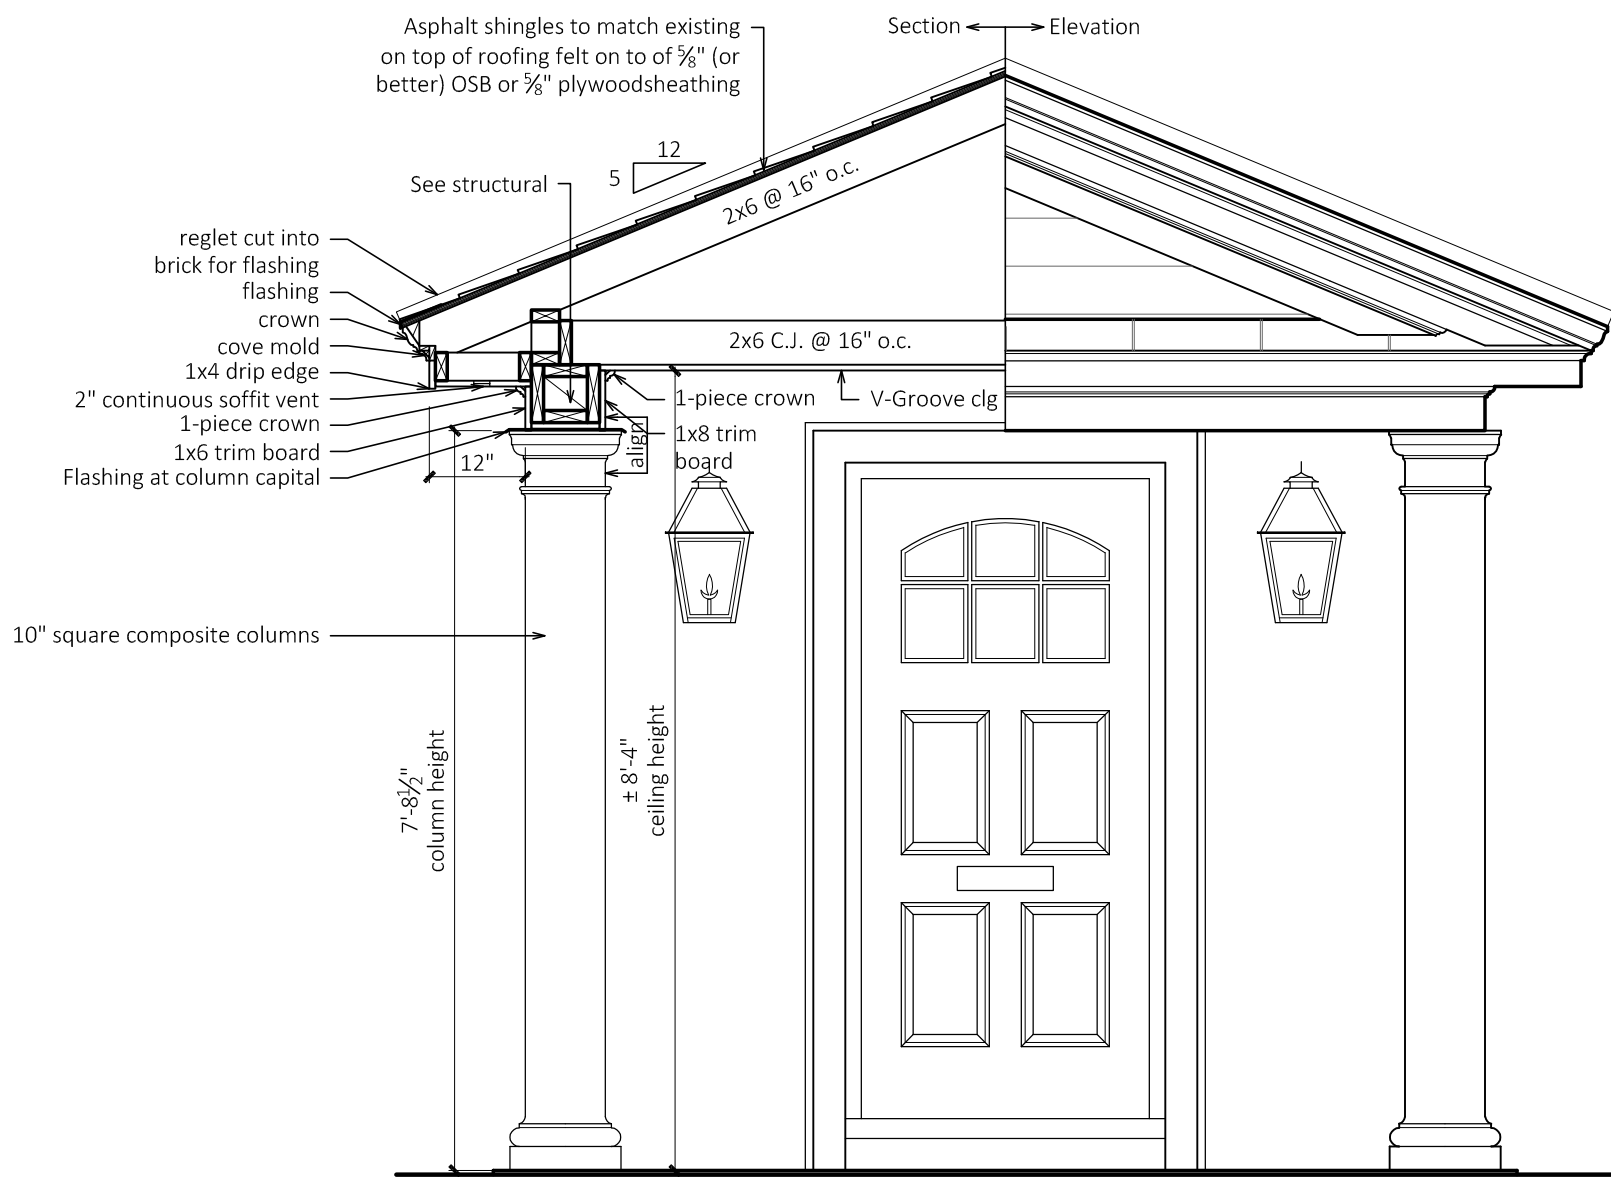 Asphalt shingles to match existing
on top of roofing felt on to of 5/8" (or
better) OSB or 5/8" plywoodsheathing
Section
Elevation
12
5
See structural
2x6 @ 16" o.c.
reglet cut into
brick for flashing
flashing
crown
cove mold
1x4 drip edge
2" continuous soffit vent
1-piece crown
1x6 trim board
Flashing at column capital
2x6 C.J. @ 16" o.c.
1-piece crown
V-Groove clg
1x8 trim
board
align
12"
10" square composite columns
7'-8 1/2"
column height
± 8'-4"
ceiling height